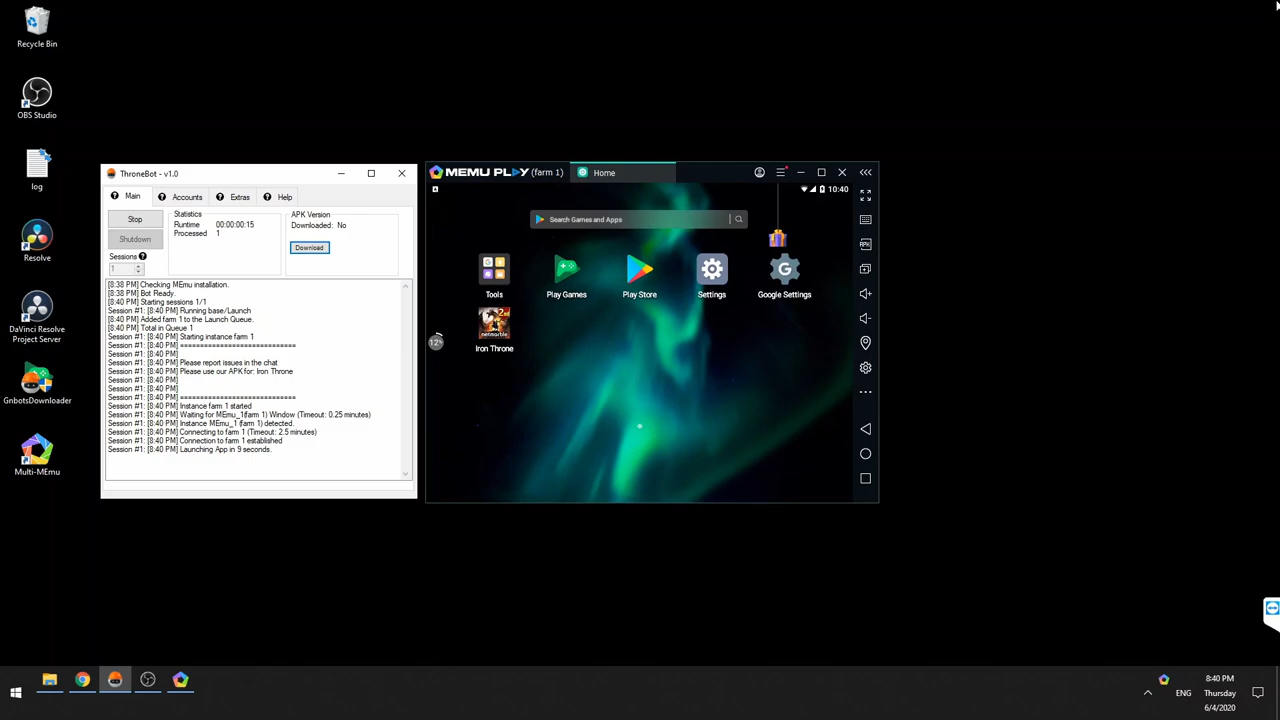 Recycle Bin
OBS Studio
log
Resolve
DaVinci Resolve
Project Server
GnbotsDownloader
Multi-MEmu
ThroneBot - v1.0
Main
Accounts
Extras
Help
Stop
Shutdown
Sessions
1
Statistics
Runtime 00:00:00:15
Processed 1
APK Version
Downloaded: No
Download
[8:38 PM] Checking MEmu installation.
[8:38 PM] Bot Ready.
[8:40 PM] Starting sessions 1/1
Session #1: [8:40 PM] Running base/Launch
[8:40 PM] Added farm 1 to the Launch Queue.
[8:40 PM] Total in Queue 1
Session #1: [8:40 PM] Starting instance farm 1
Session #1: [8:40 PM] =============================
Session #1: [8:40 PM]
Session #1: [8:40 PM] Please report issues in the chat
Session #1: [8:40 PM] Please use our APK for: Iron Throne
Session #1: [8:40 PM]
Session #1: [8:40 PM]
Session #1: [8:40 PM] =============================
Session #1: [8:40 PM] Instance farm 1 started
Session #1: [8:40 PM] Waiting for MEmu_1(farm 1) Window (Timeout: 0.25 minutes)
Session #1: [8:40 PM] Instance MEmu_1 (farm 1) detected.
Session #1: [8:40 PM] Connecting to farm 1 (Timeout: 2.5 minutes)
Session #1: [8:40 PM] Connection to farm 1 established
Session #1: [8:40 PM] Launching App in 9 seconds.
MEMU PLAY (farm 1)
Home
A
10:40
Search Games and Apps
Tools
Play Games
Play Store
Settings
Google Settings
2nd
netmarble
Iron Throne
12%
APK
ENG
8:40 PM
Thursday
6/4/2020